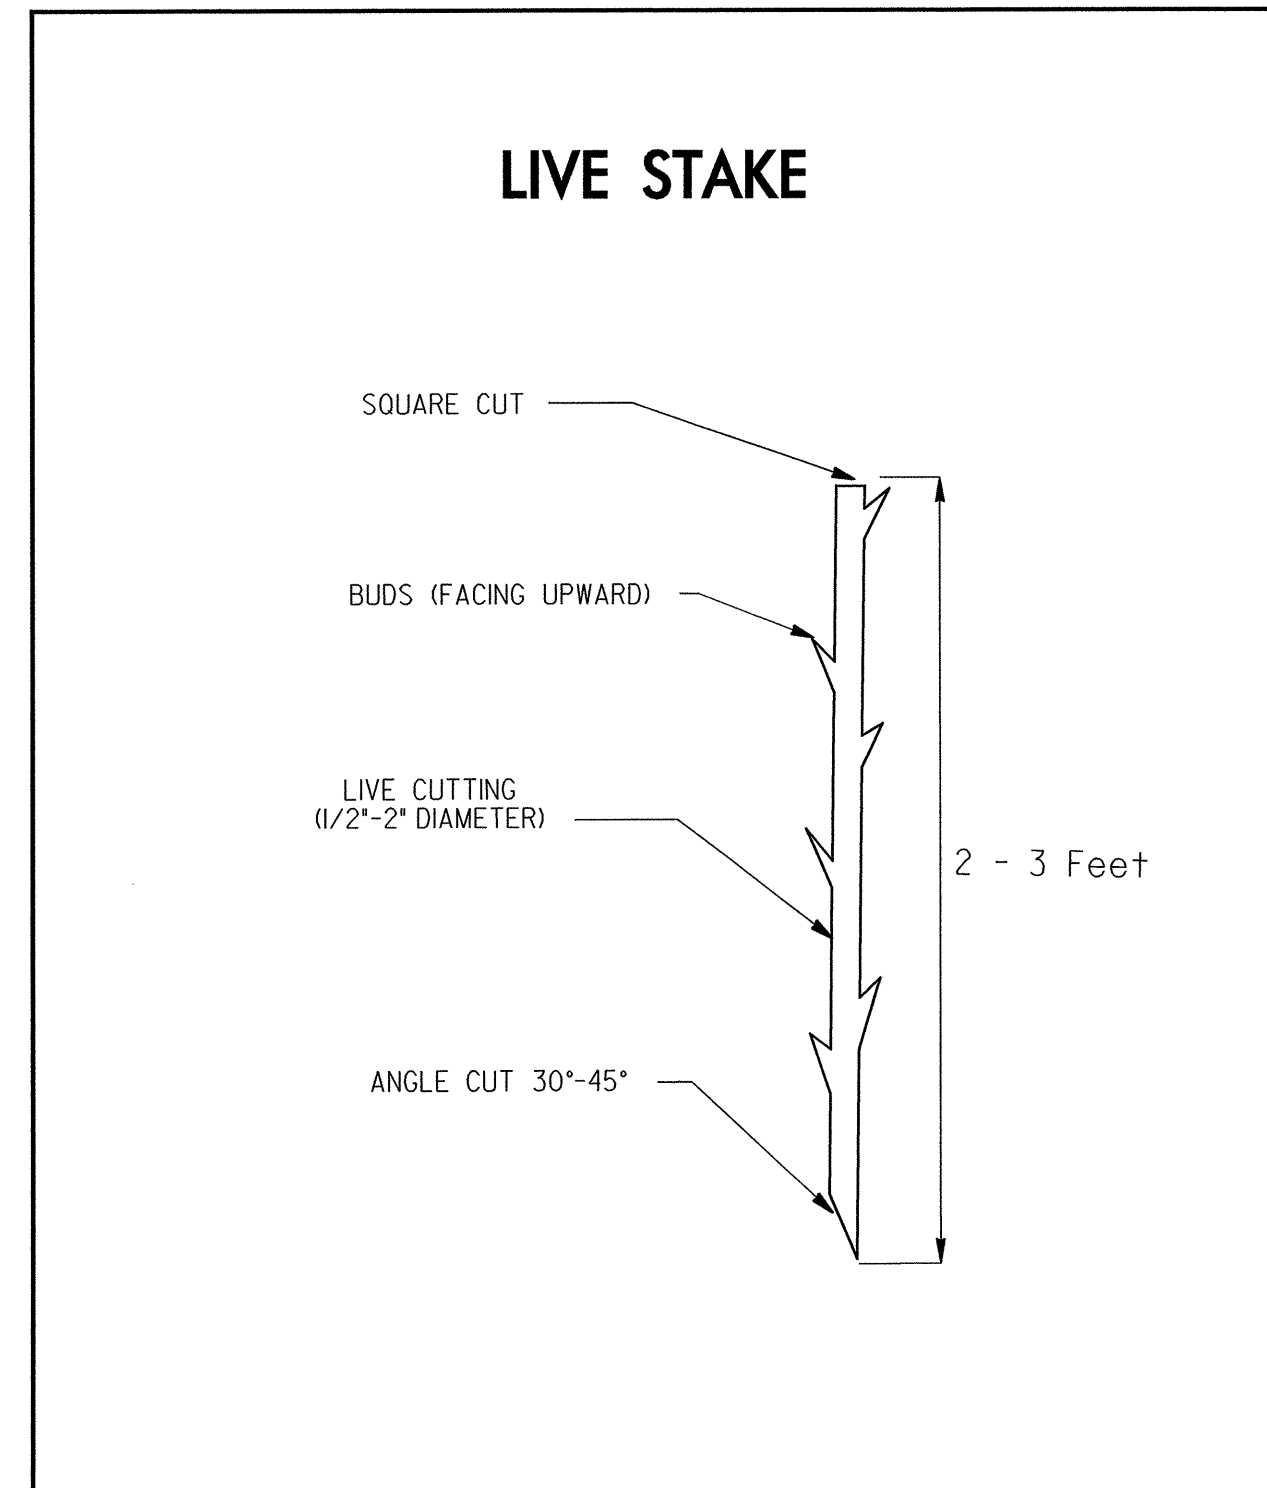 LIVE STAKE
SQUARE CUT
BUDS (FACING UPWARD)
LIVE CUTTING
(1/2"-2" DIAMETER)
2 - 3 Feet
ANGLE CUT 30°-45°